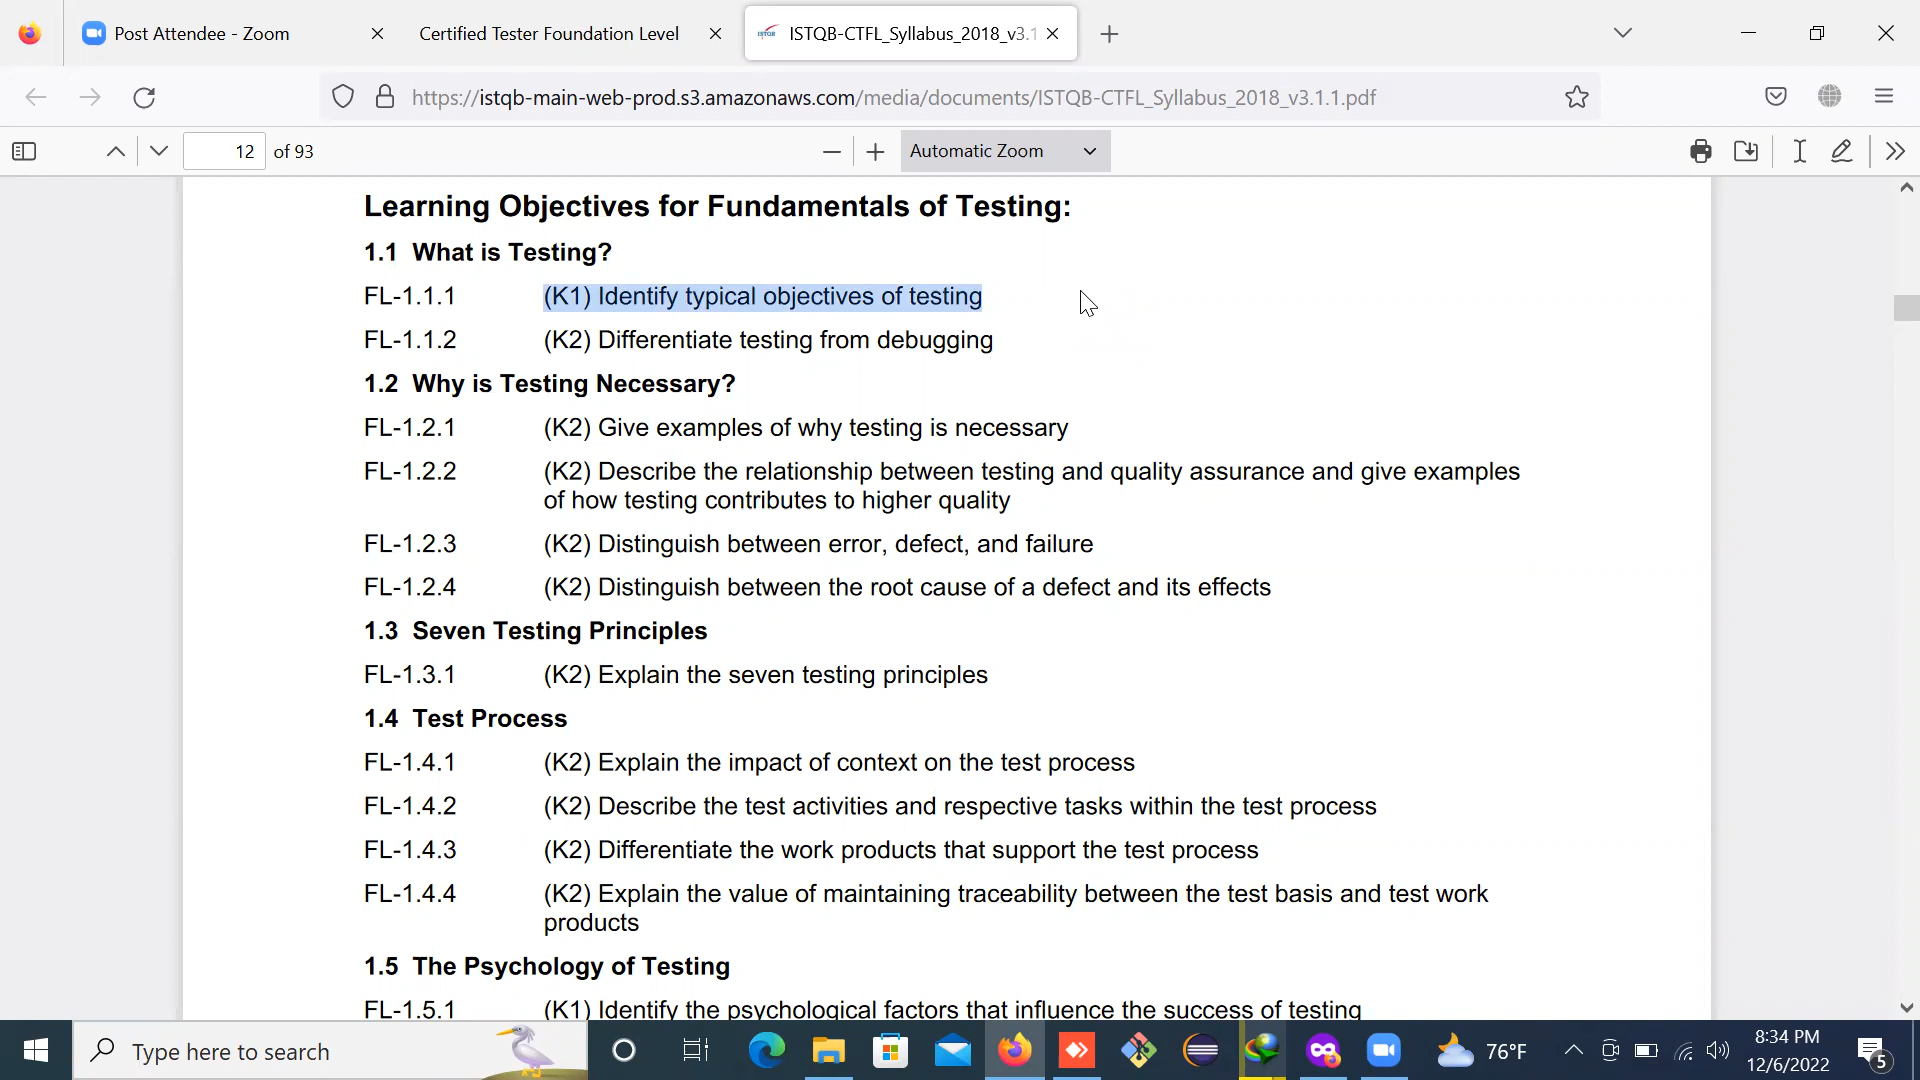 Post Attendee - Zoom
Certified Tester Foundation Level
ISTQB-CTFL_Syllabus_2018_v3.1
https://istqb-main-web-prod.s3.amazonaws.com/media/documents/ISTQB-CTFL_Syllabus_2018_v3.1.1.pdf
12 of 93
Automatic Zoom
Learning Objectives for Fundamentals of Testing:
1.1 What is Testing?
FL-1.1.1 (K1) Identify typical objectives of testing
FL-1.1.2 (K2) Differentiate testing from debugging
1.2 Why is Testing Necessary?
FL-1.2.1 (K2) Give examples of why testing is necessary
FL-1.2.2 (K2) Describe the relationship between testing and quality assurance and give examples
of how testing contributes to higher quality
FL-1.2.3 (K2) Distinguish between error, defect, and failure
FL-1.2.4 (K2) Distinguish between the root cause of a defect and its effects
1.3 Seven Testing Principles
FL-1.3.1 (K2) Explain the seven testing principles
1.4 Test Process
FL-1.4.1 (K2) Explain the impact of context on the test process
FL-1.4.2 (K2) Describe the test activities and respective tasks within the test process
FL-1.4.3 (K2) Differentiate the work products that support the test process
FL-1.4.4 (K2) Explain the value of maintaining traceability between the test basis and test work
products
1.5 The Psychology of Testing
FL-1.5.1 (K1) Identify the psychological factors that influence the success of testing
Type here to search
76°F
8:34 PM
12/6/2022
5